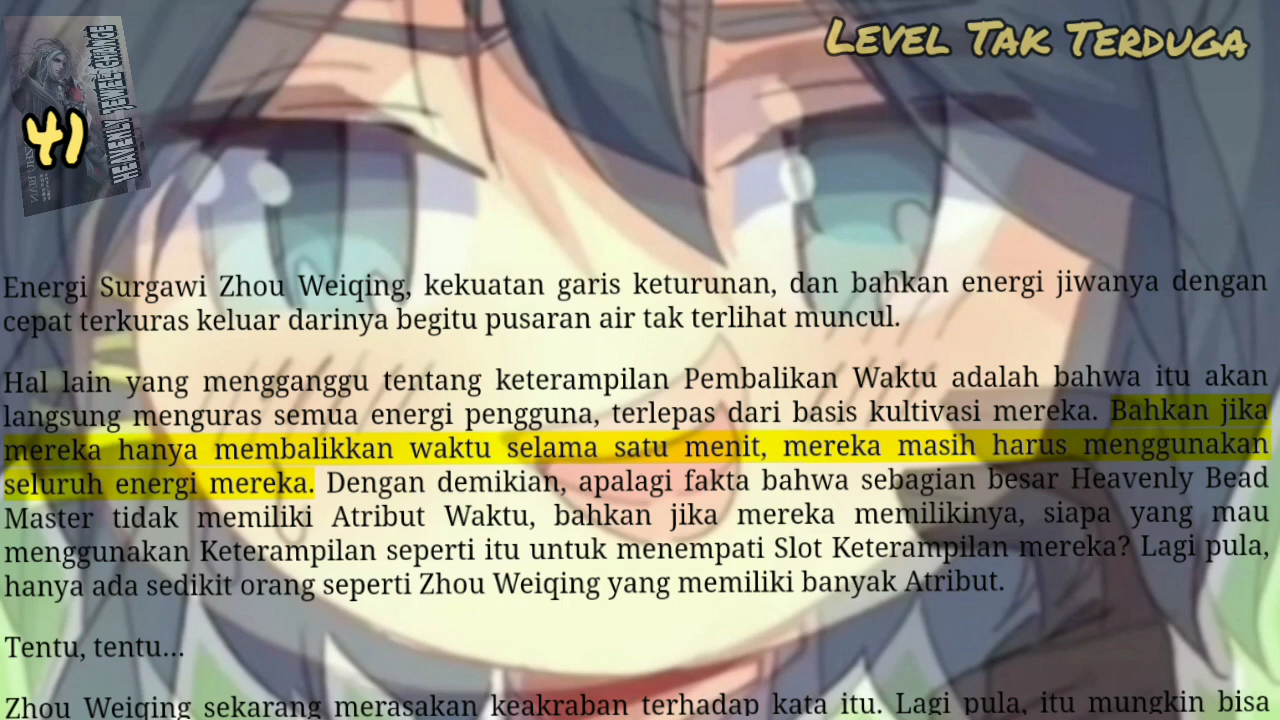 Level Tak Terduga
HEAVENLY JEWEL CHANGE
41
Energi Surgawi Zhou Weiqing, kekuatan garis keturunan, dan bahkan energi jiwanya dengan
cepat terkuras keluar darinya begitu pusaran air tak terlihat muncul.
Hal lain yang mengganggu tentang keterampilan Pembalikan Waktu adalah bahwa itu akan
langsung menguras semua energi pengguna, terlepas dari basis kultivasi mereka. Bahkan jika
mereka hanya membalikkan waktu selama satu menit, mereka masih harus menggunakan
seluruh energi mereka. Dengan demikian, apalagi fakta bahwa sebagian besar Heavenly Bead
Master tidak memiliki Atribut Waktu, bahkan jika mereka memilikinya, siapa yang mau
menggunakan Keterampilan seperti itu untuk menempati Slot Keterampilan mereka? Lagi pula,
hanya ada sedikit orang seperti Zhou Weiqing yang memiliki banyak Atribut.
Tentu, tentu...
Zhou Weiqing sekarang merasakan keakraban terhadap kata itu. Lagi pula, itu mungkin bisa